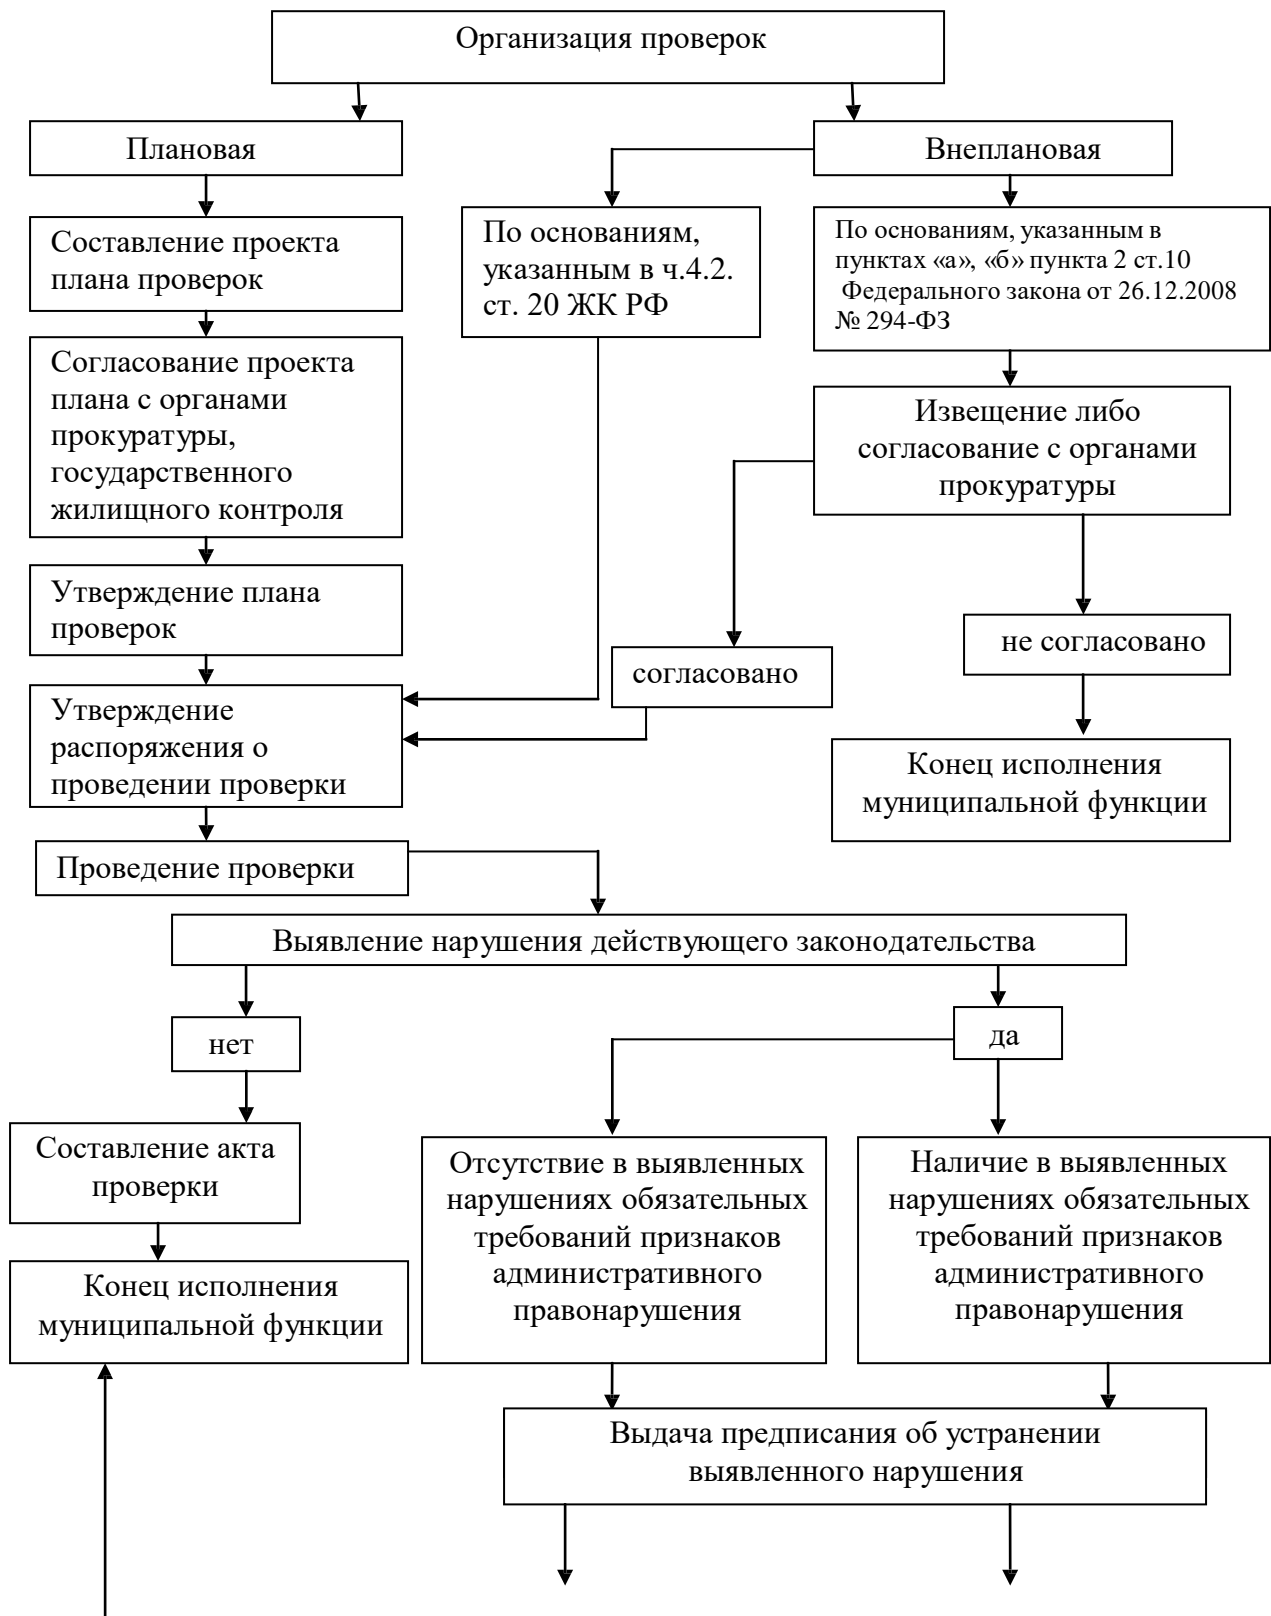 Организация проверок
Плановая
Внеплановая
Составление проекта
плана проверок
По основаниям,
указанным в ч.4.2.
ст. 20 ЖК РФ
По основаниям, указанным в
пунктах «а», «б» пункта 2 ст.10
Федерального закона от 26.12.2008
№ 294-ФЗ
Согласование проекта
плана с органами
прокуратуры,
государственного
жилищного контроля
Извещение либо
согласование с органами
прокуратуры
Утверждение плана
проверок
не согласовано
согласовано
Утверждение
распоряжения о
проведении проверки
Конец исполнения
муниципальной функции
Проведение проверки
Выявление нарушения действующего законодательства
нет
да
Составление акта
проверки
Отсутствие в выявленных
нарушениях обязательных
требований признаков
административного
правонарушения
Наличие в выявленных
нарушениях обязательных
требований признаков
административного
правонарушения
Конец исполнения
муниципальной функции
Выдача предписания об устранении
выявленного нарушения